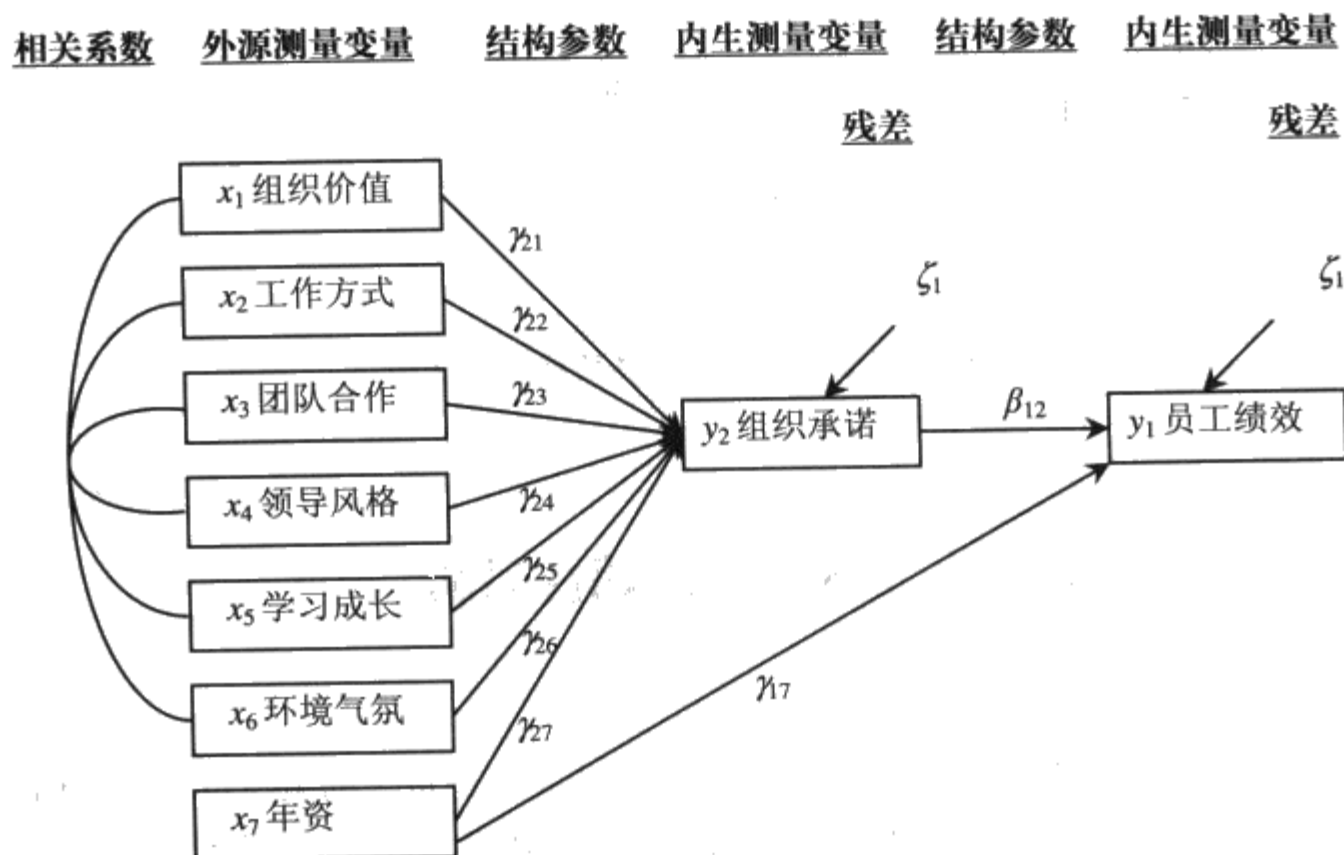 相关系数 外源测量变量 结构参数 内生测量变量 结构参数 内生测量变量
残差 残差
x₁ 组织价值
γ₂₁
ζ₁ ζ₁
x₂ 工作方式
γ₂₂
x₃ 团队合作
γ₂₃
y₂ 组织承诺
β₁₂
y₁ 员工绩效
x₄ 领导风格
γ₂₄
x₅ 学习成长
γ₂₅
γ₂₆
x₆ 环境气氛
γ₁₇
γ₂₇
x₇ 年资